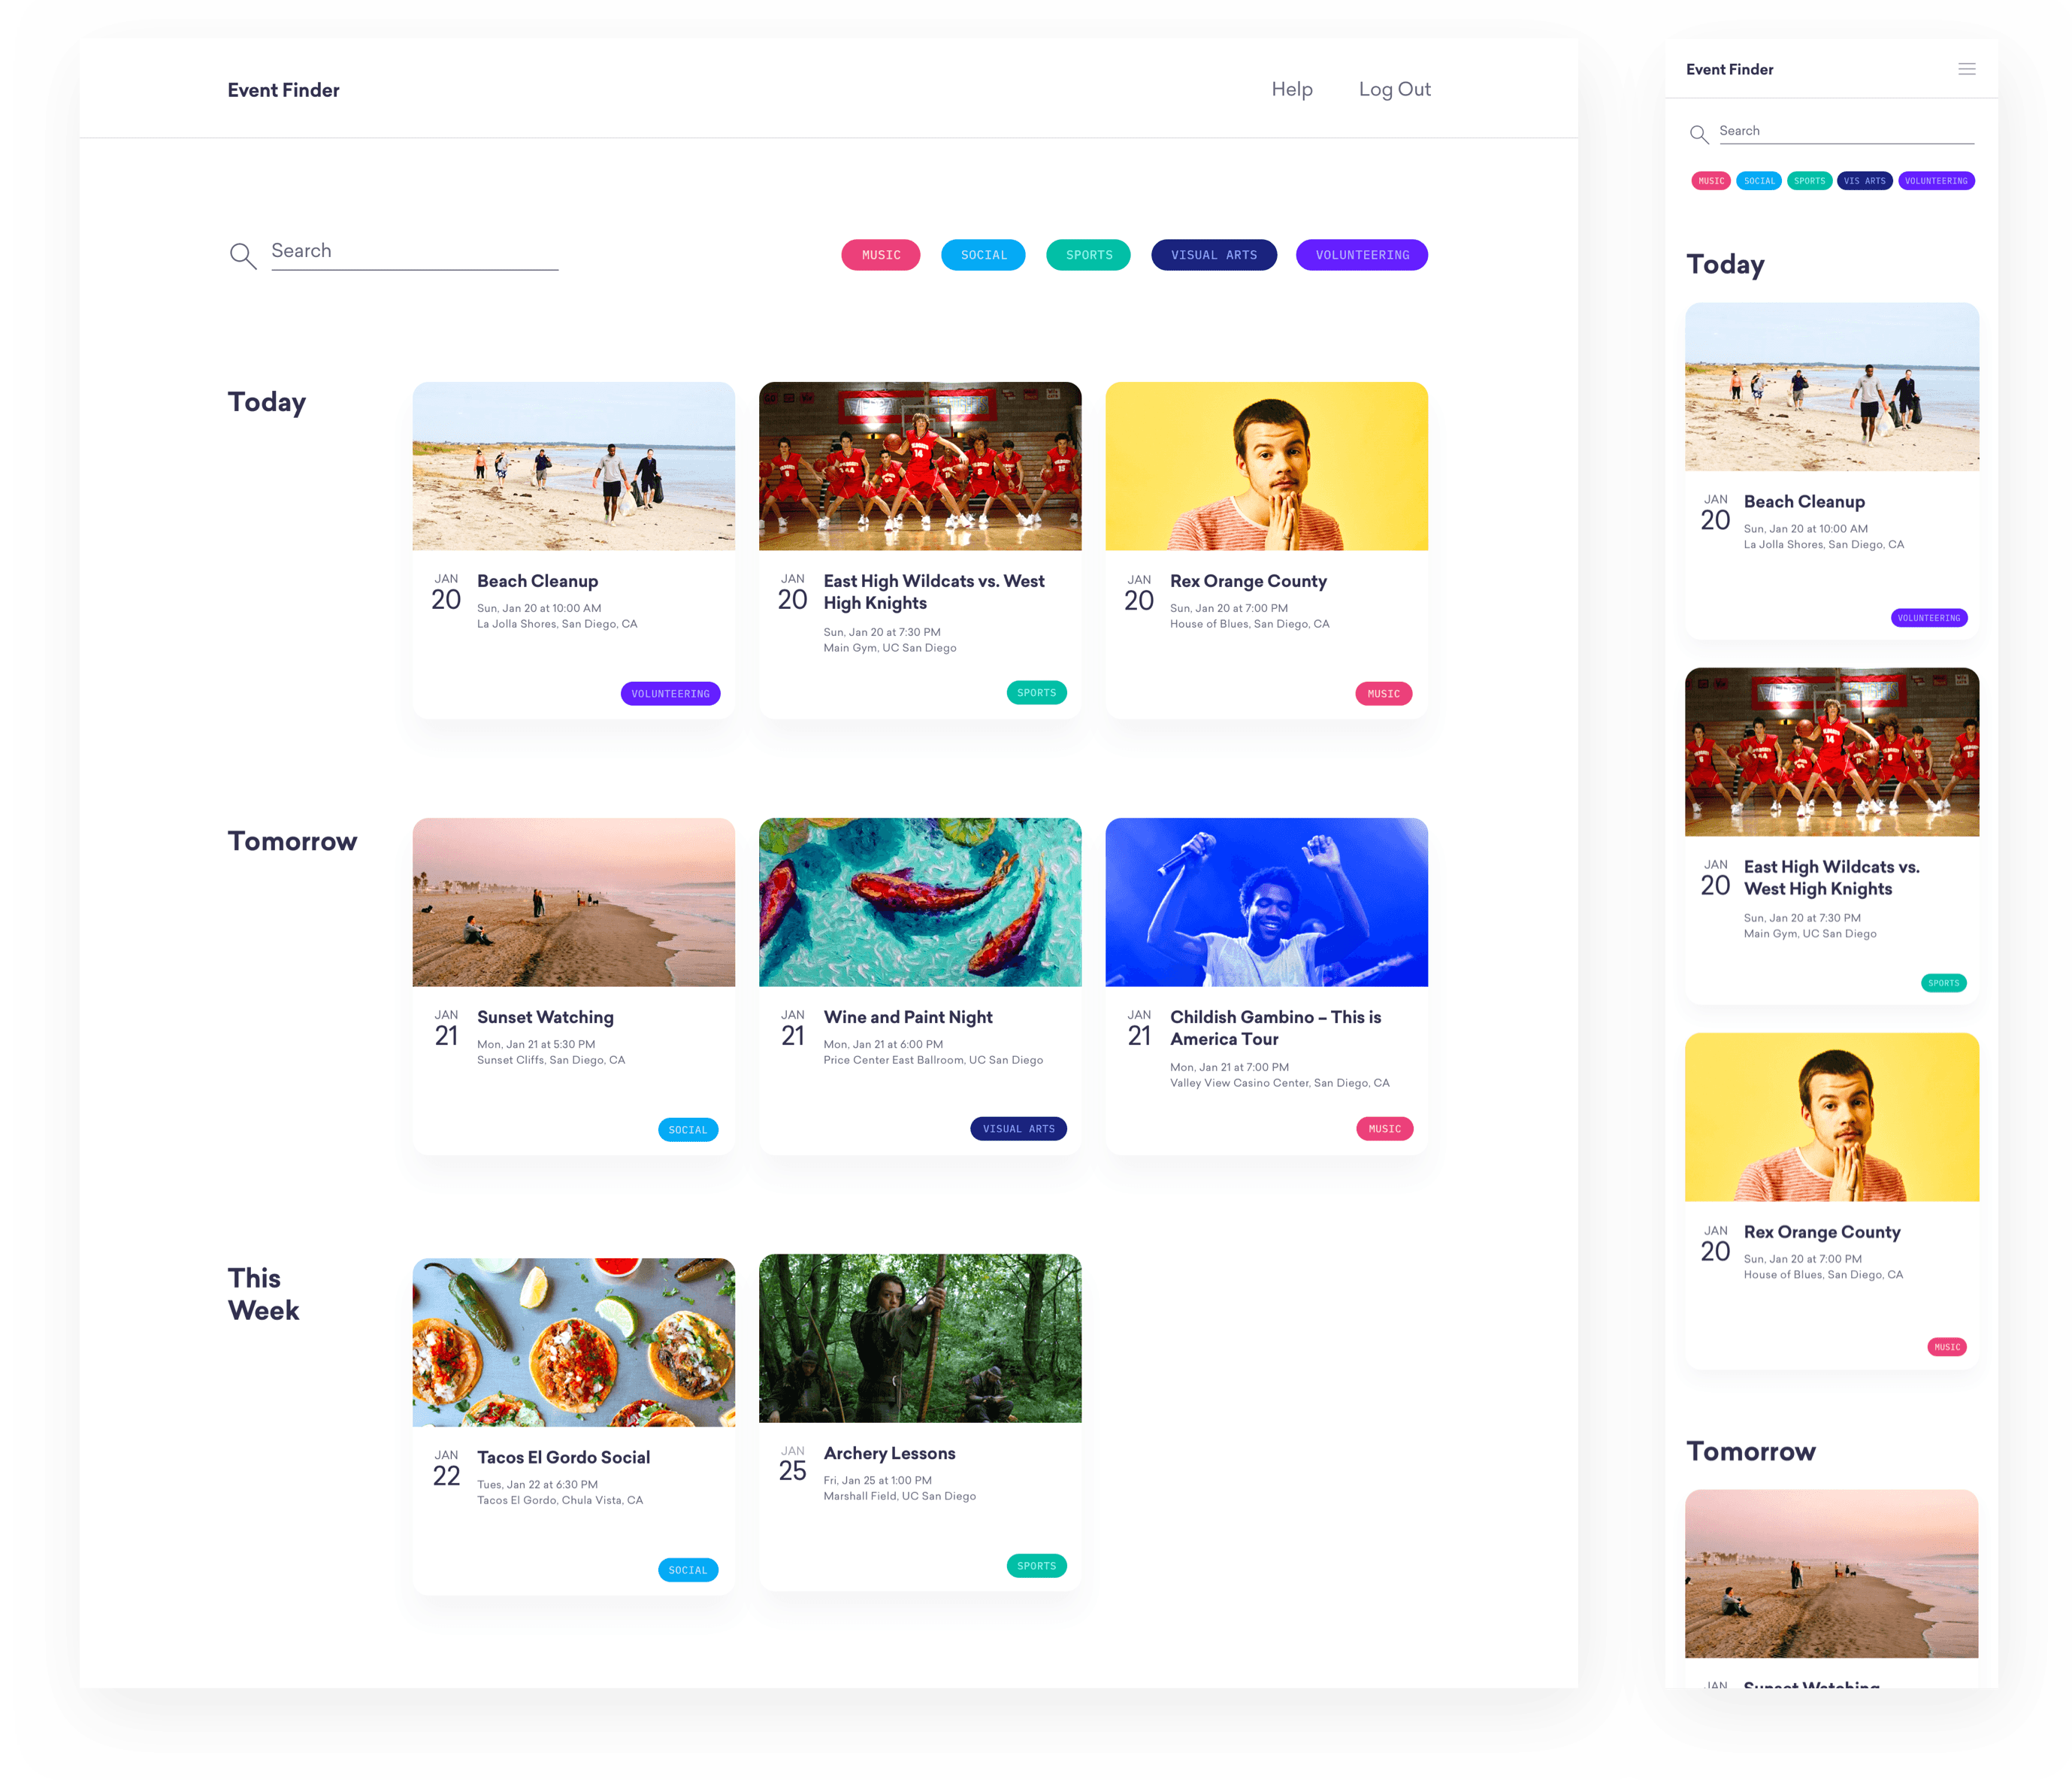 Event Finder
Help
Log Out
Search
MUSIC
SOCIAL
SPORTS
VISUAL ARTS
VOLUNTEERING
Today
JAN
20
Beach Cleanup
Sun, Jan 20 at 10:00 AM
La Jolla Shores, San Diego, CA
VOLUNTEERING
JAN
20
East High Wildcats vs. West
High Knights
Sun, Jan 20 at 7:30 PM
Main Gym, UC San Diego
SPORTS
JAN
20
Rex Orange County
Sun, Jan 20 at 7:00 PM
House of Blues, San Diego, CA
MUSIC
Tomorrow
JAN
21
Sunset Watching
Mon, Jan 21 at 5:30 PM
Sunset Cliffs, San Diego, CA
SOCIAL
JAN
21
Wine and Paint Night
Mon, Jan 21 at 6:00 PM
Price Center East Ballroom, UC San Diego
VISUAL ARTS
JAN
21
Childish Gambino – This is
America Tour
Mon, Jan 21 at 7:00 PM
Valley View Casino Center, San Diego, CA
MUSIC
This
Week
JAN
22
Tacos El Gordo Social
Tues, Jan 22 at 6:30 PM
Tacos El Gordo, Chula Vista, CA
SOCIAL
JAN
25
Archery Lessons
Fri, Jan 25 at 1:00 PM
Marshall Field, UC San Diego
SPORTS
Event Finder
Search
MUSIC
SOCIAL
SPORTS
VIS ARTS
VOLUNTEERING
Today
JAN
20
Beach Cleanup
Sun, Jan 20 at 10:00 AM
La Jolla Shores, San Diego, CA
VOLUNTEERING
JAN
20
East High Wildcats vs.
West High Knights
Sun, Jan 20 at 7:30 PM
Main Gym, UC San Diego
SPORTS
JAN
20
Rex Orange County
Sun, Jan 20 at 7:00 PM
House of Blues, San Diego, CA
MUSIC
Tomorrow
JAN
Sunset Watching